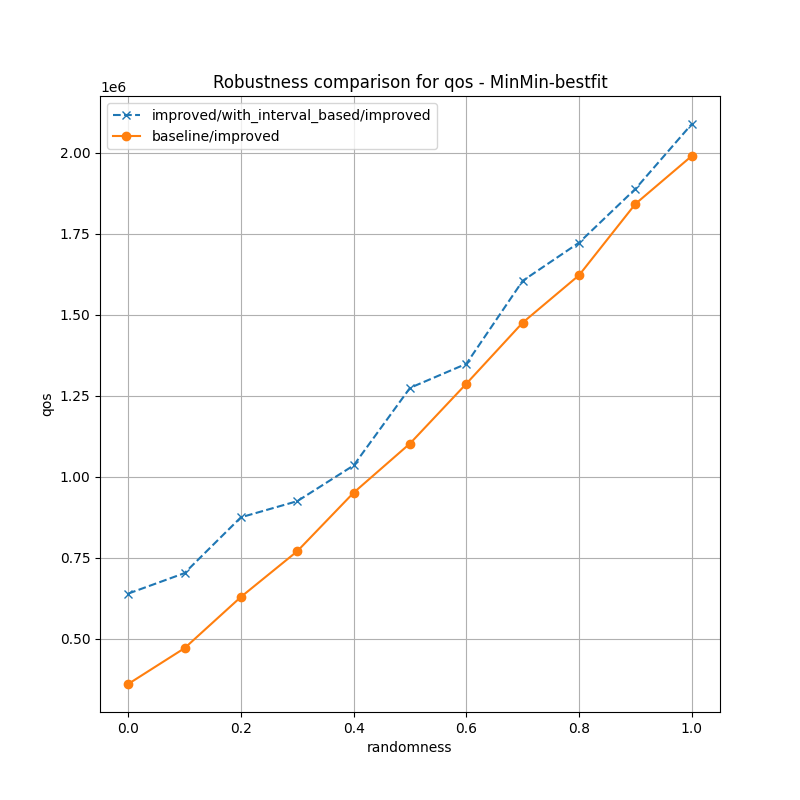 Robustness comparison for qos - MinMin-bestfit
1e6
improved/with_interval_based/improved
baseline/improved
2.00
1.75
1.50
1.25
1.00
0.75
0.50
qos
0.0 0.2 0.4 0.6 0.8 1.0
randomness